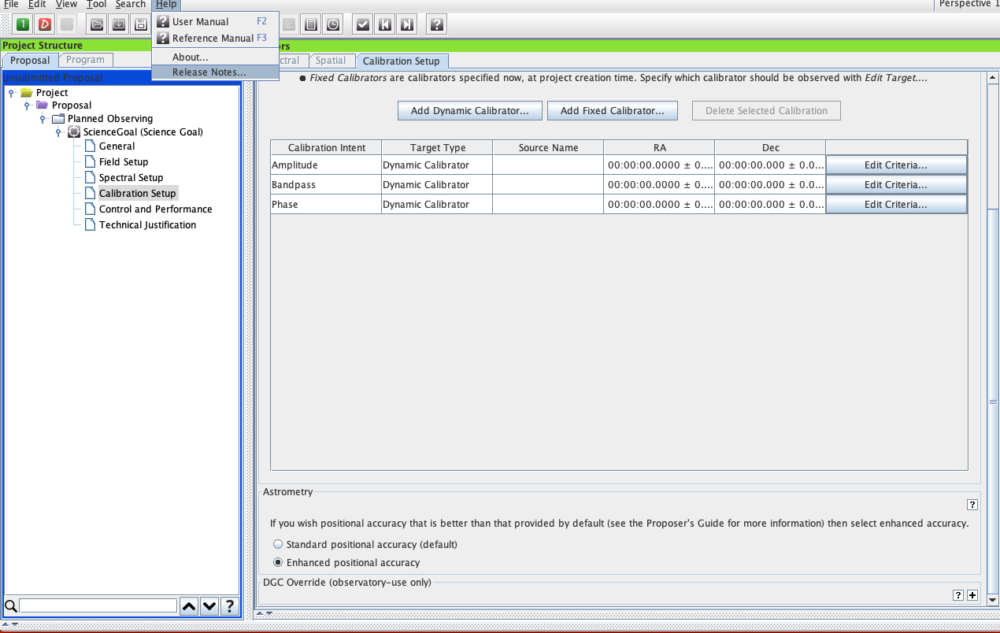 File Edit View Tool Search Help
Perspective 1
User Manual F2
Reference Manual F3
About...
Release Notes...
Project Structure
Proposal Program
Unsubmitted Proposal
Project
Proposal
Planned Observing
ScienceGoal (Science Goal)
General
Field Setup
Spectral Setup
Calibration Setup
Control and Performance
Technical Justification
?
ors
ctral Spatial Calibration Setup
Fixed Calibrators are calibrators specified now, at project creation time. Specify which calibrator should be observed with Edit Target....
Add Dynamic Calibrator... Add Fixed Calibrator... Delete Selected Calibration
Calibration Intent Target Type Source Name RA Dec
Amplitude Dynamic Calibrator 00:00:00.0000 ± 0.... 00:00:00.000 ± 0.0... Edit Criteria...
Bandpass Dynamic Calibrator 00:00:00.0000 ± 0.... 00:00:00.000 ± 0.0... Edit Criteria...
Phase Dynamic Calibrator 00:00:00.0000 ± 0.... 00:00:00.000 ± 0.0... Edit Criteria...
Astrometry
?
If you wish positional accuracy that is better than that provided by default (see the Proposer's Guide for more information) then select enhanced accuracy.
Standard positional accuracy (default)
Enhanced positional accuracy
DGC Override (observatory-use only)
? +